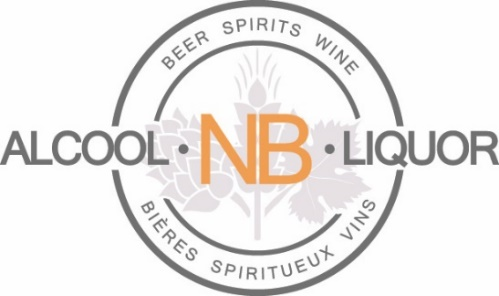 BEER SPIRITS WINE
ALCOOL · NB · LIQUOR
BIÈRES SPIRITUEUX VINS